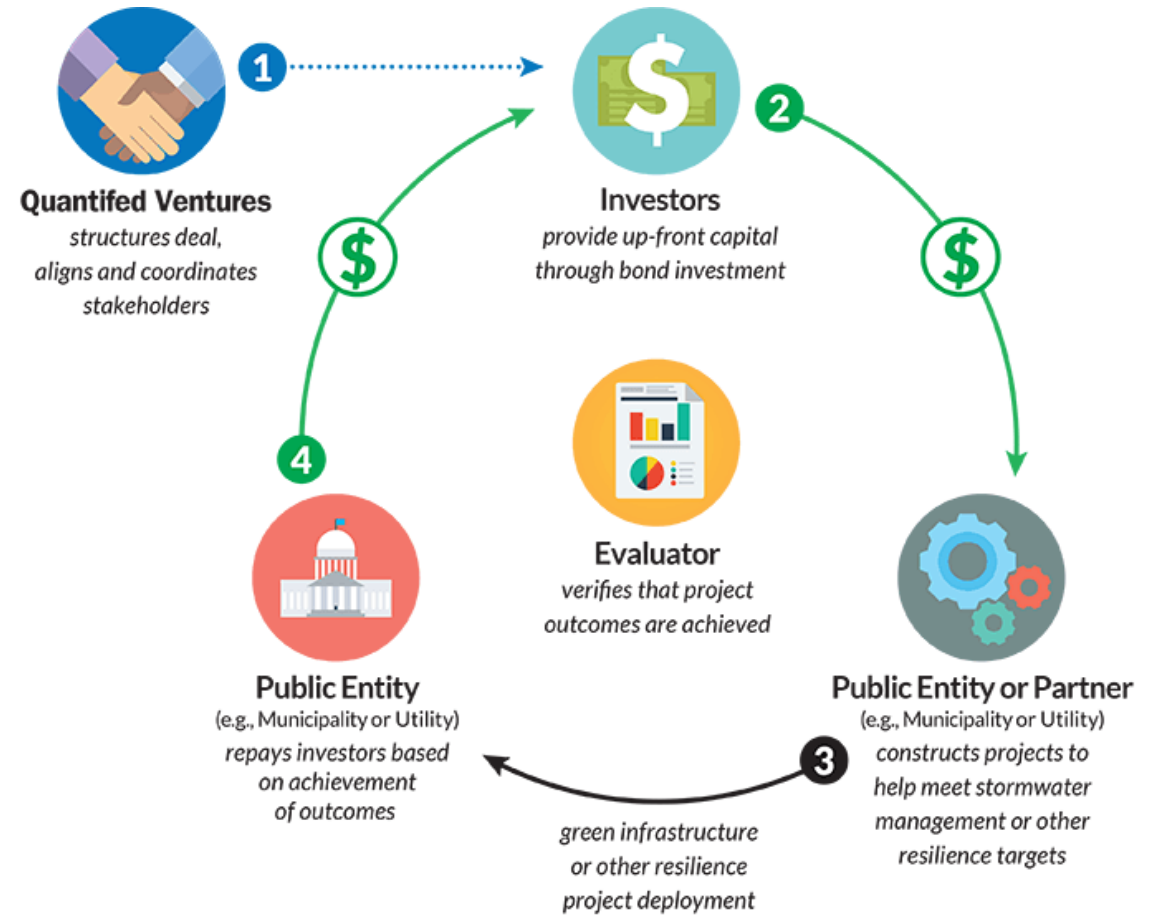 1
Quantifed Ventures
structures deal,
aligns and coordinates
stakeholders
$
Investors
provide up-front capital
through bond investment
2
$
$
4
Evaluator
verifies that project
outcomes are achieved
Public Entity
(e.g., Municipality or Utility)
repays investors based
on achievement
of outcomes
Public Entity or Partner
(e.g., Municipality or Utility)
constructs projects to
help meet stormwater
management or other
resilience targets
3
green infrastructure
or other resilience
project deployment